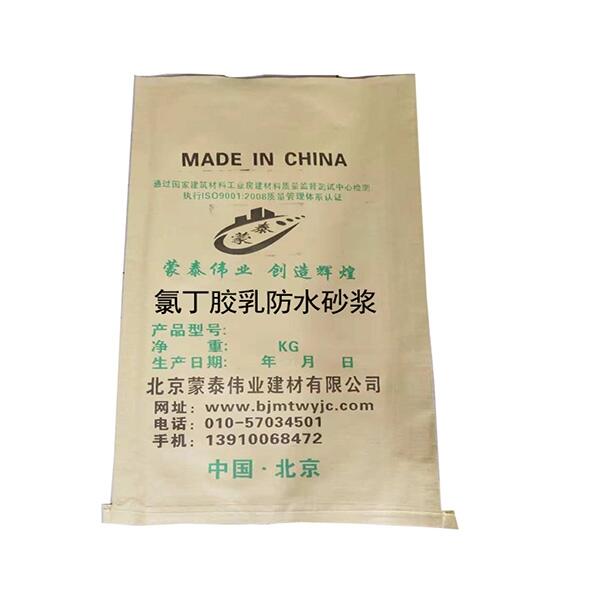 MADE IN CHINA
通过国家建筑材料工业房建材料质量监督测试中心检测
执行ISO9001:2008质量管理体系认证
蒙泰
蒙泰伟业 创造辉煌
氯丁胶乳防水砂浆
产品型号:
净 重: KG
生产日期: 年 月 日
北京蒙泰伟业建材有限公司
网址: www.bjmtwyjc.com
电话: 010-57034501
手机: 13910068472
中国·北京